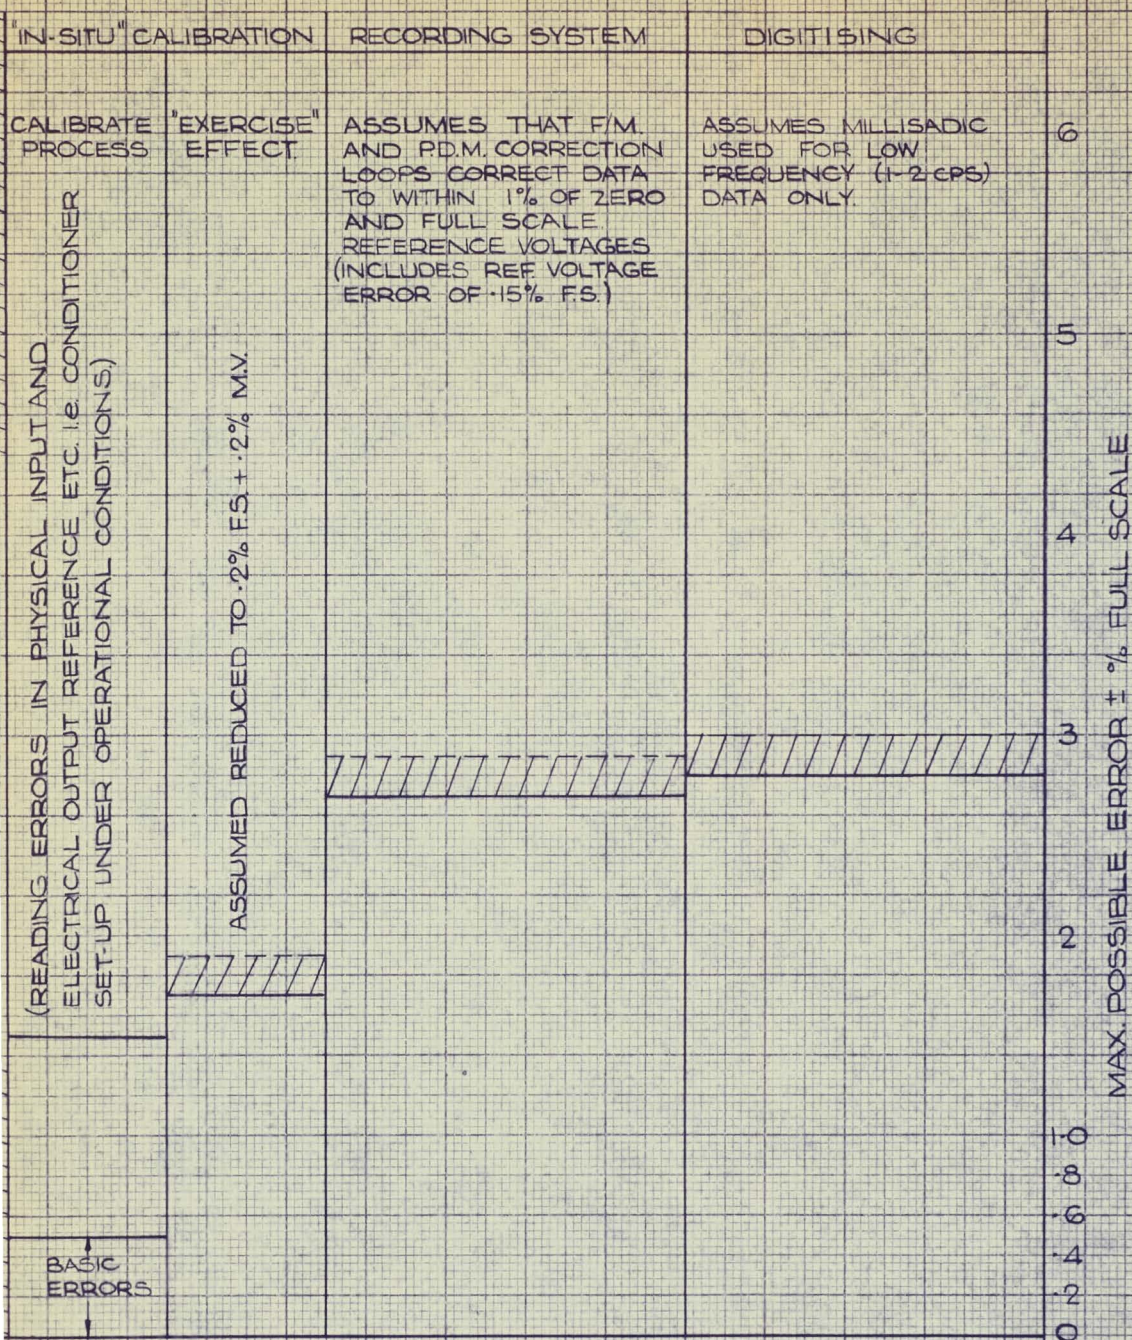 "IN-SITU" CALIBRATION
RECORDING SYSTEM
DIGITISING
CALIBRATE
PROCESS
"EXERCISE"
EFFECT.
ASSUMES THAT F/M.
AND P.D.M. CORRECTION
LOOPS CORRECT DATA
TO WITHIN 1% OF ZERO
AND FULL SCALE
REFERENCE VOLTAGES
(INCLUDES REF. VOLTAGE
ERROR OF ·15% F.S.)
ASSUMES MILLISADIC
USED FOR LOW
FREQUENCY (1-2 CPS)
DATA ONLY.
(READING ERRORS IN PHYSICAL INPUT AND
ELECTRICAL OUTPUT REFERENCE ETC. i.e. CONDITIONER
SET-UP UNDER OPERATIONAL CONDITIONS)
ASSUMED REDUCED TO ·2% F.S. + ·2% M.V.
BASIC
ERRORS
6
5
4
3
2
1·0
·8
·6
·4
·2
0
MAX. POSSIBLE ERROR ± % FULL SCALE